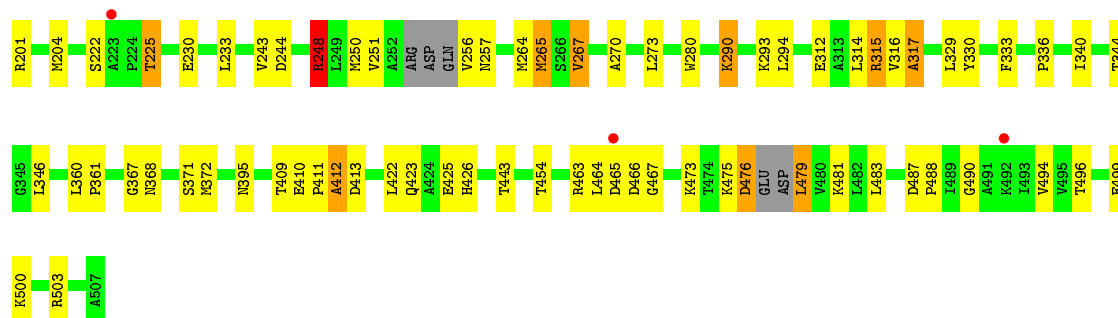 R201 M204 S222 A223 P224 T225 E230 L233 V243 D244 R248 L249 M250 V251 A252 ARG ASP GLN V256 N257 M264 M265 S266 V267 A270 L273 W280 K290 K293 L294 E312 A313 L314 R315 V316 A317 L329 Y330 F333 P336 I340 T344
G345 L346 L360 P361 G367 N368 S371 M372 N395 T409 E410 P411 A412 D413 L422 Q423 A424 E425 H426 T443 T454 R463 L464 D465 D466 G467 K473 T474 K475 D476 GLU ASP L479 V480 K481 L482 L483 D487 P488 I489 G490 A491 K492 I493 V494 V495 T496
K500 R503 A507